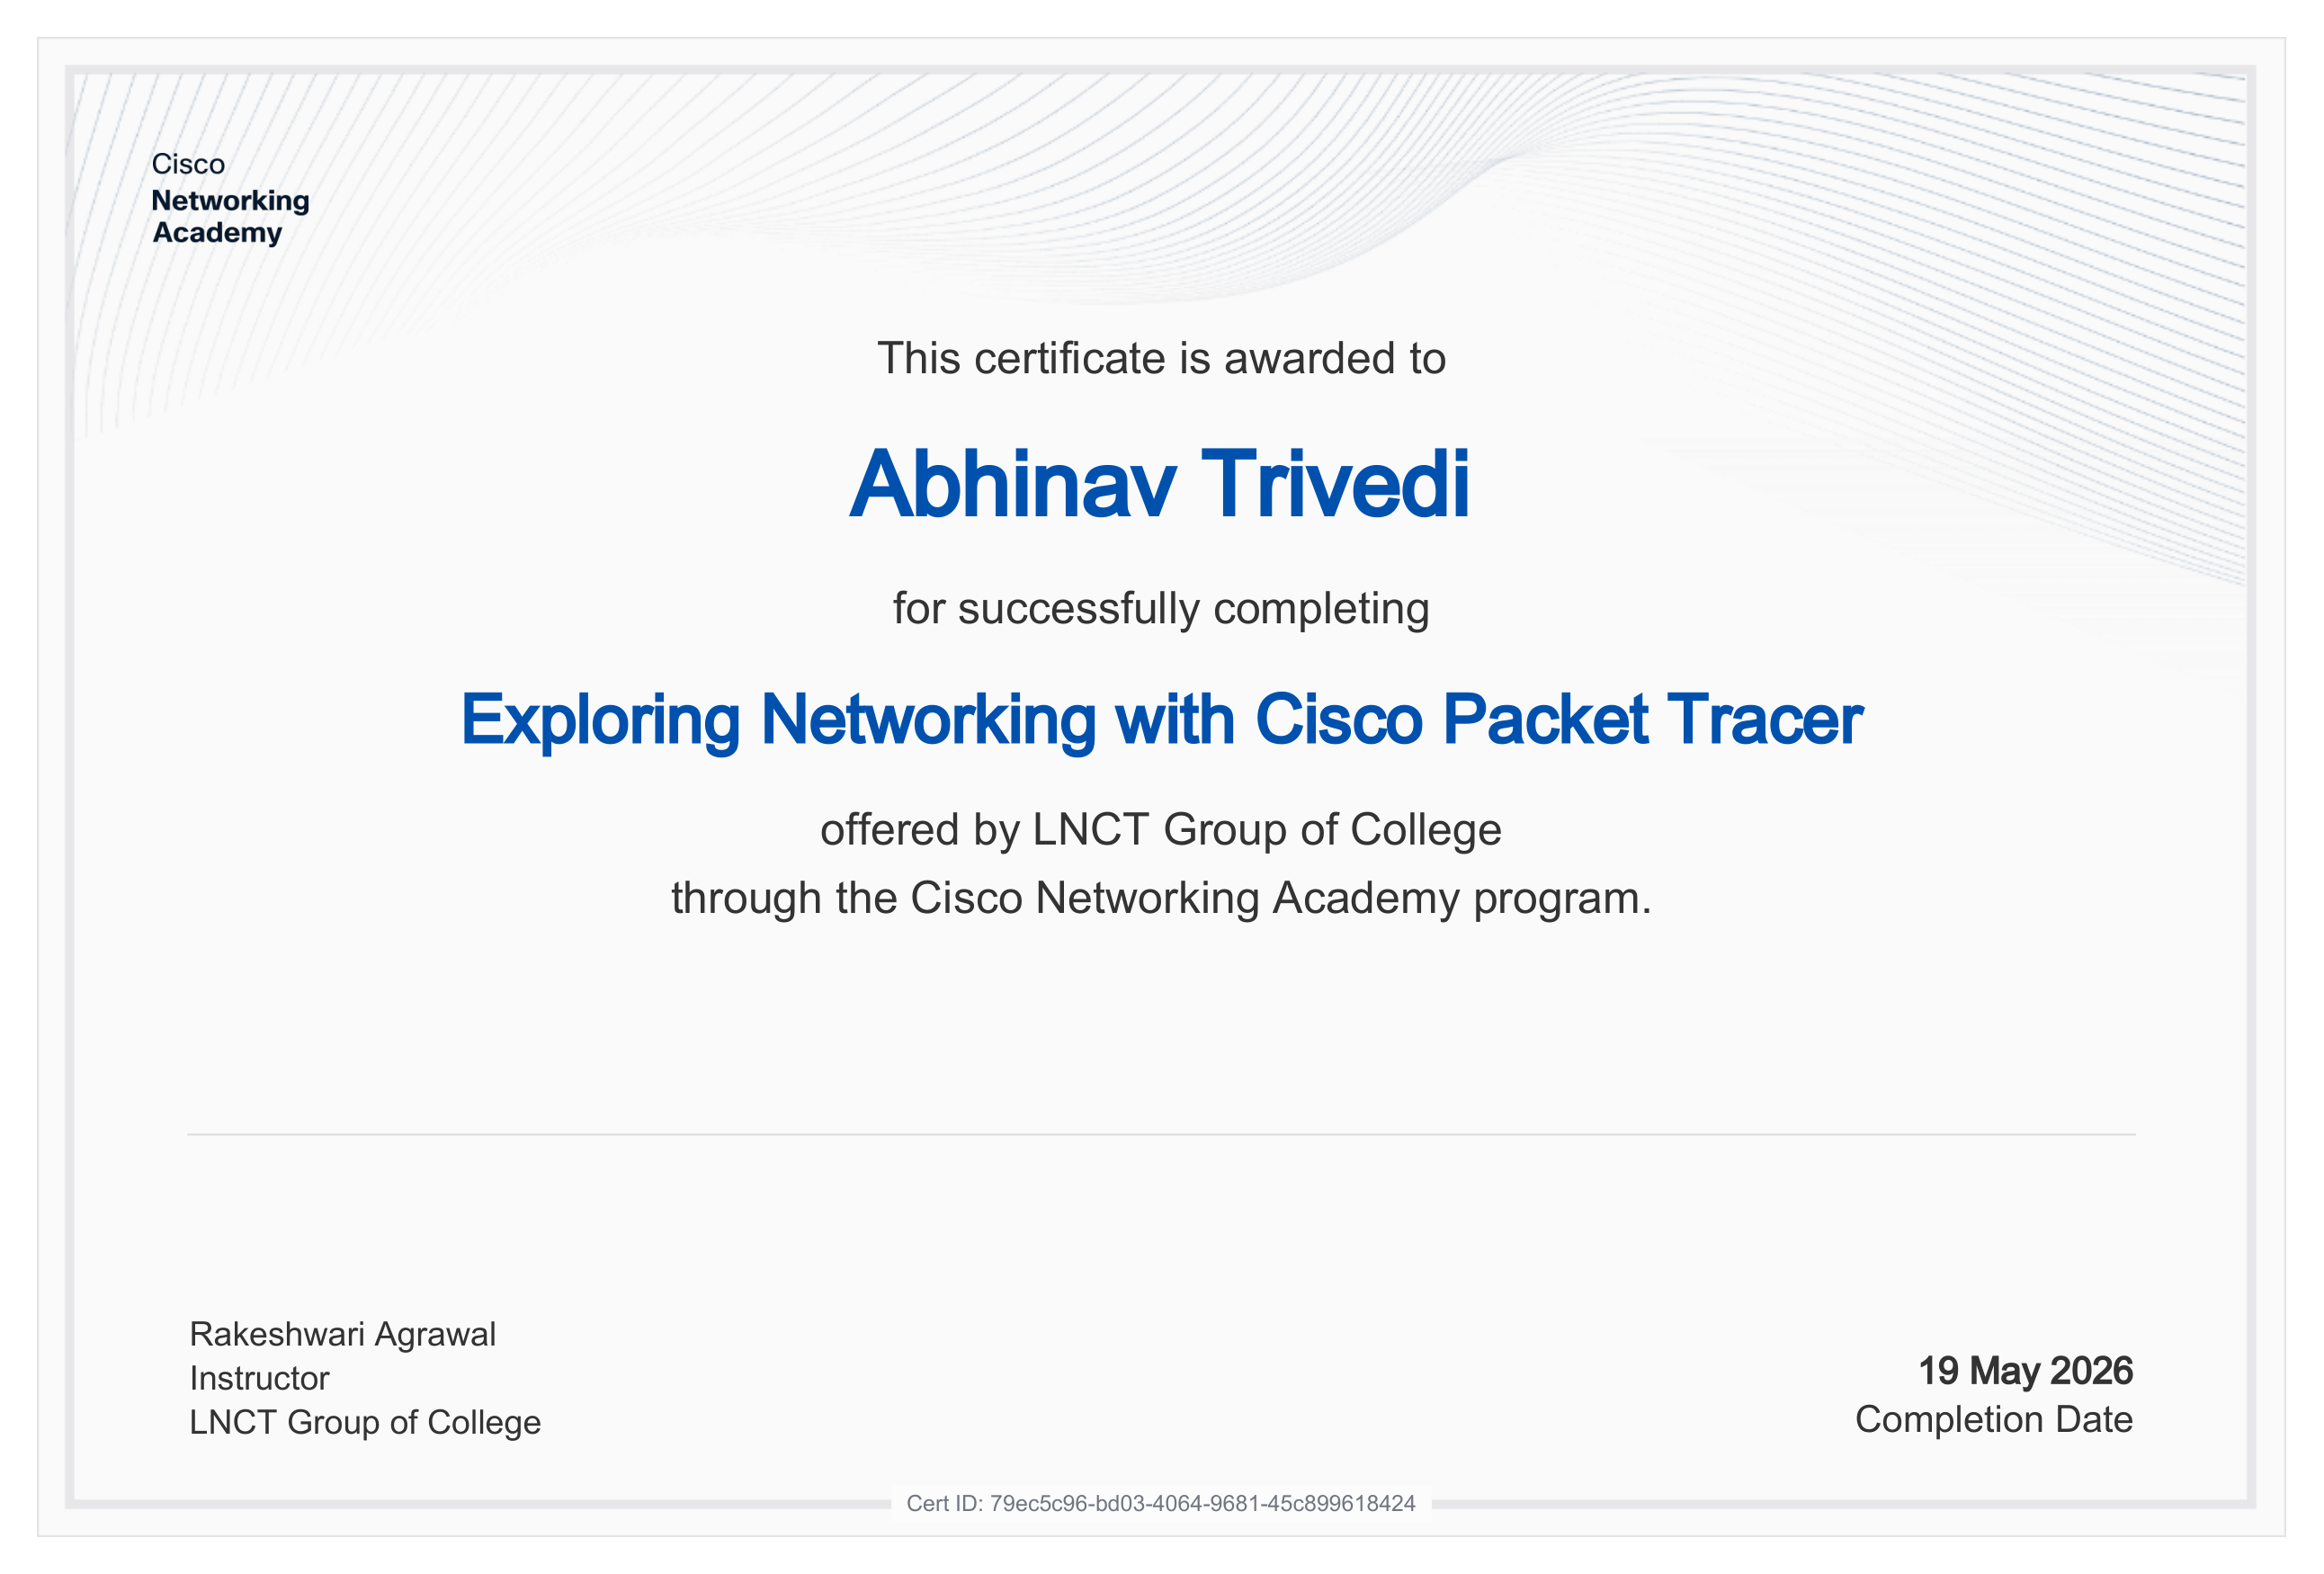 Cisco
Networking
Academy
This certificate is awarded to
Abhinav Trivedi
for successfully completing
Exploring Networking with Cisco Packet Tracer
offered by LNCT Group of College
through the Cisco Networking Academy program.
Rakeshwari Agrawal
Instructor
LNCT Group of College
19 May 2026
Completion Date
Cert ID: 79ec5c96-bd03-4064-9681-45c899618424